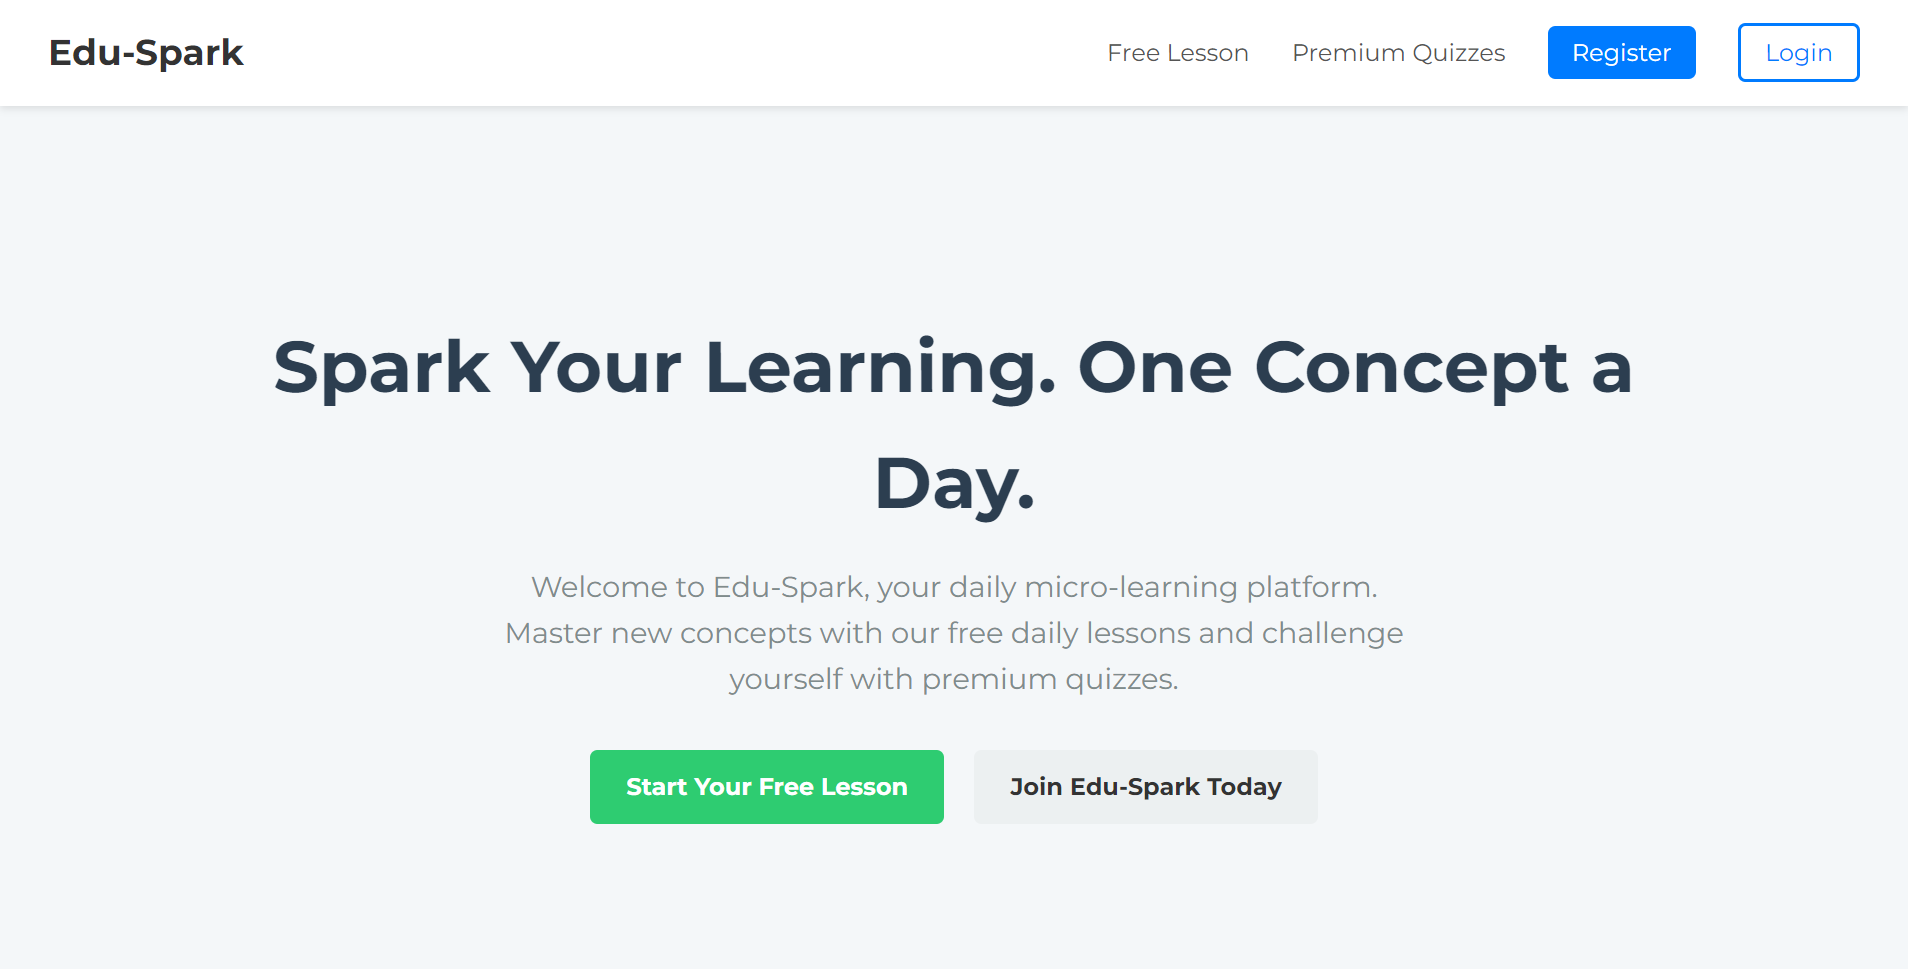 Edu-Spark
Free Lesson
Premium Quizzes
Register
Login
Spark Your Learning. One Concept a
Day.
Welcome to Edu-Spark, your daily micro-learning platform.
Master new concepts with our free daily lessons and challenge
yourself with premium quizzes.
Start Your Free Lesson
Join Edu-Spark Today